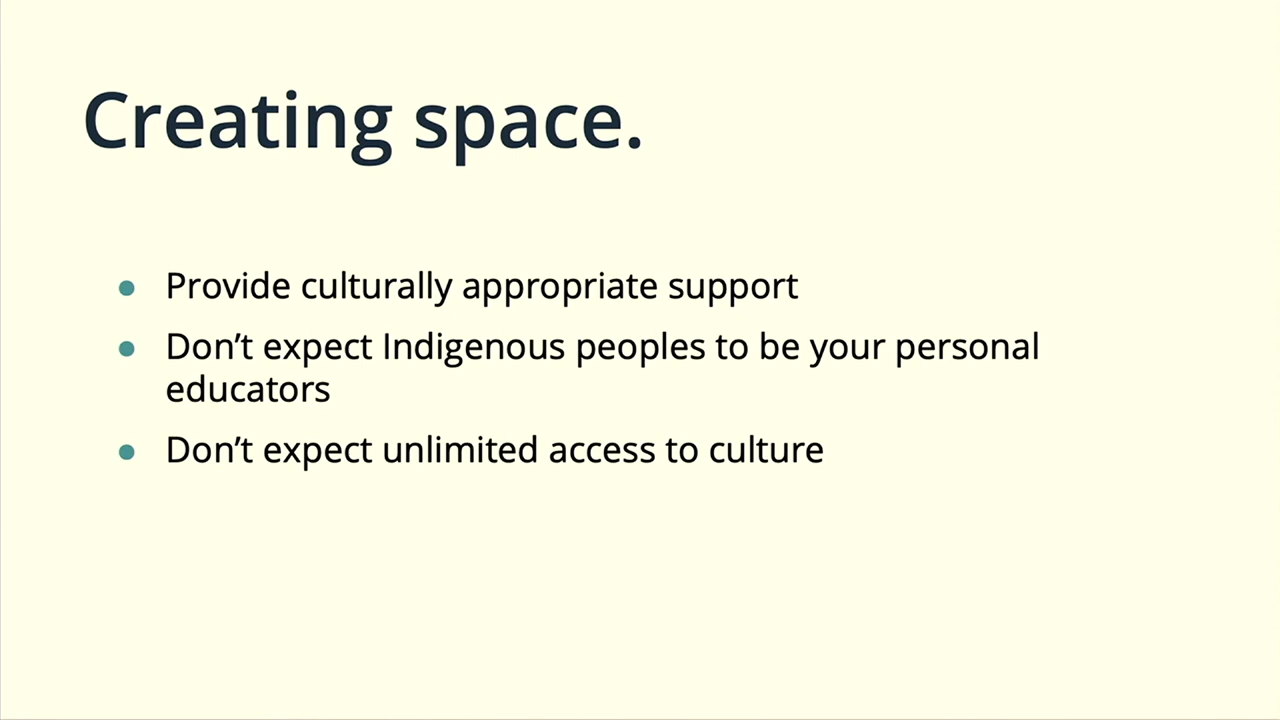 Creating space.
● Provide culturally appropriate support
● Don’t expect Indigenous peoples to be your personal
educators
● Don’t expect unlimited access to culture